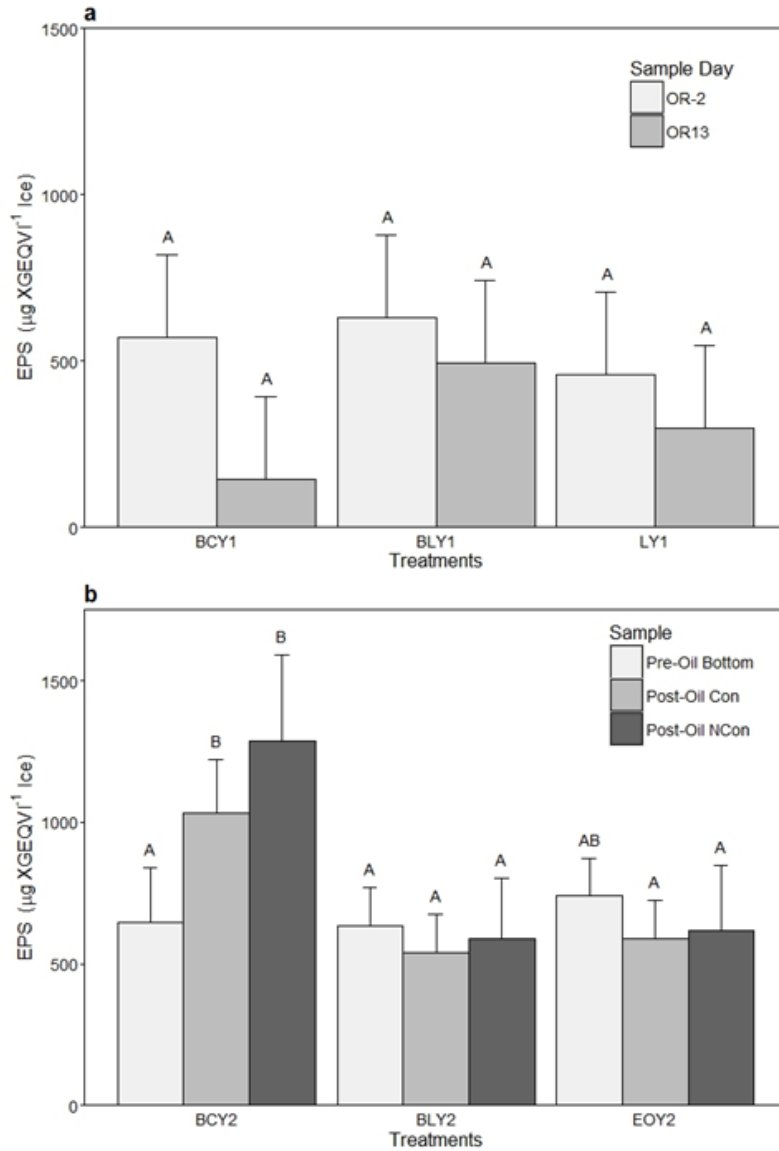 a
1500
1000
500
0
EPS (µg XGEQVl⁻¹ Ice)
Sample Day
OR-2
OR13
A
A
A
A
A
A
BCY1 BLY1 LY1
Treatments
b
1500
1000
500
0
EPS (µg XGEQVl⁻¹ Ice)
Sample
Pre-Oil Bottom
Post-Oil Con
Post-Oil NCon
A
B
B
A
A
A
AB
A
A
BCY2 BLY2 EOY2
Treatments